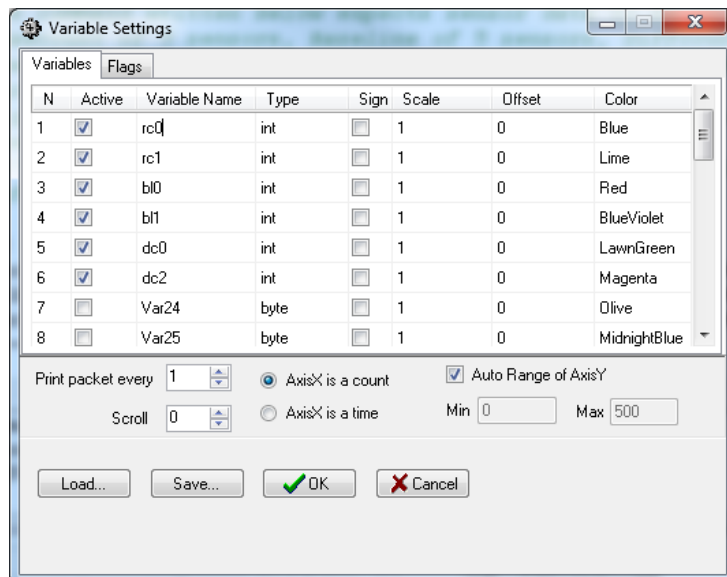 Variable Settings
Variables Flags
N Active Variable Name Type Sign Scale Offset Color
1 rc0 int 1 0 Blue
2 rc1 int 1 0 Lime
3 bl0 int 1 0 Red
4 bl1 int 1 0 BlueViolet
5 dc0 int 1 0 LawnGreen
6 dc2 int 1 0 Magenta
7 Var24 byte 1 0 Olive
8 Var25 byte 1 0 MidnightBlue
Print packet every 1 AxisX is a count Auto Range of AxisY
Scroll 0 AxisX is a time Min 0 Max 500
Load... Save... OK Cancel